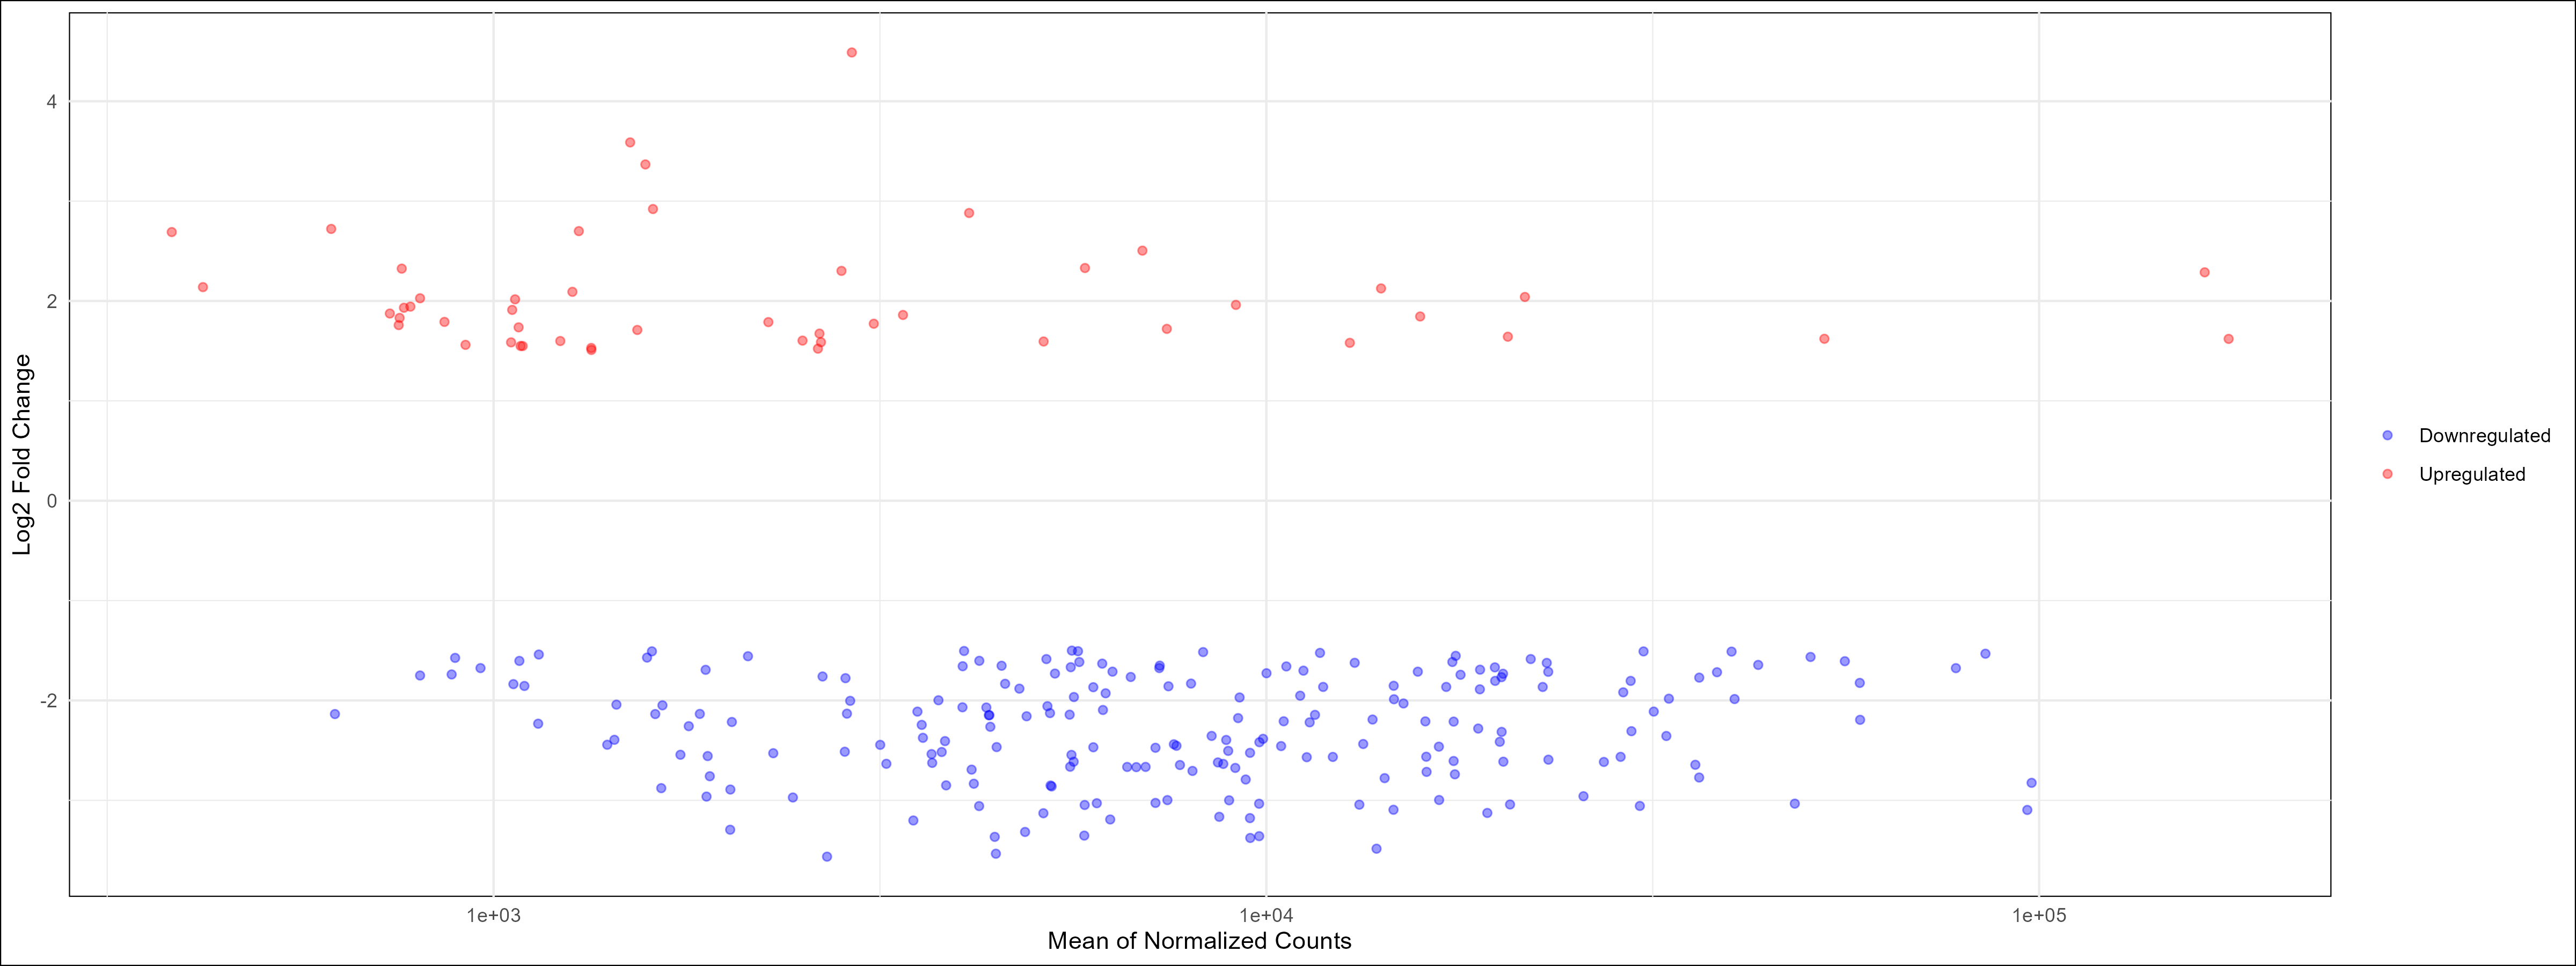 Log2 Fold Change
4
2
0
-2
1e+03
1e+04
1e+05
Mean of Normalized Counts
Downregulated
Upregulated